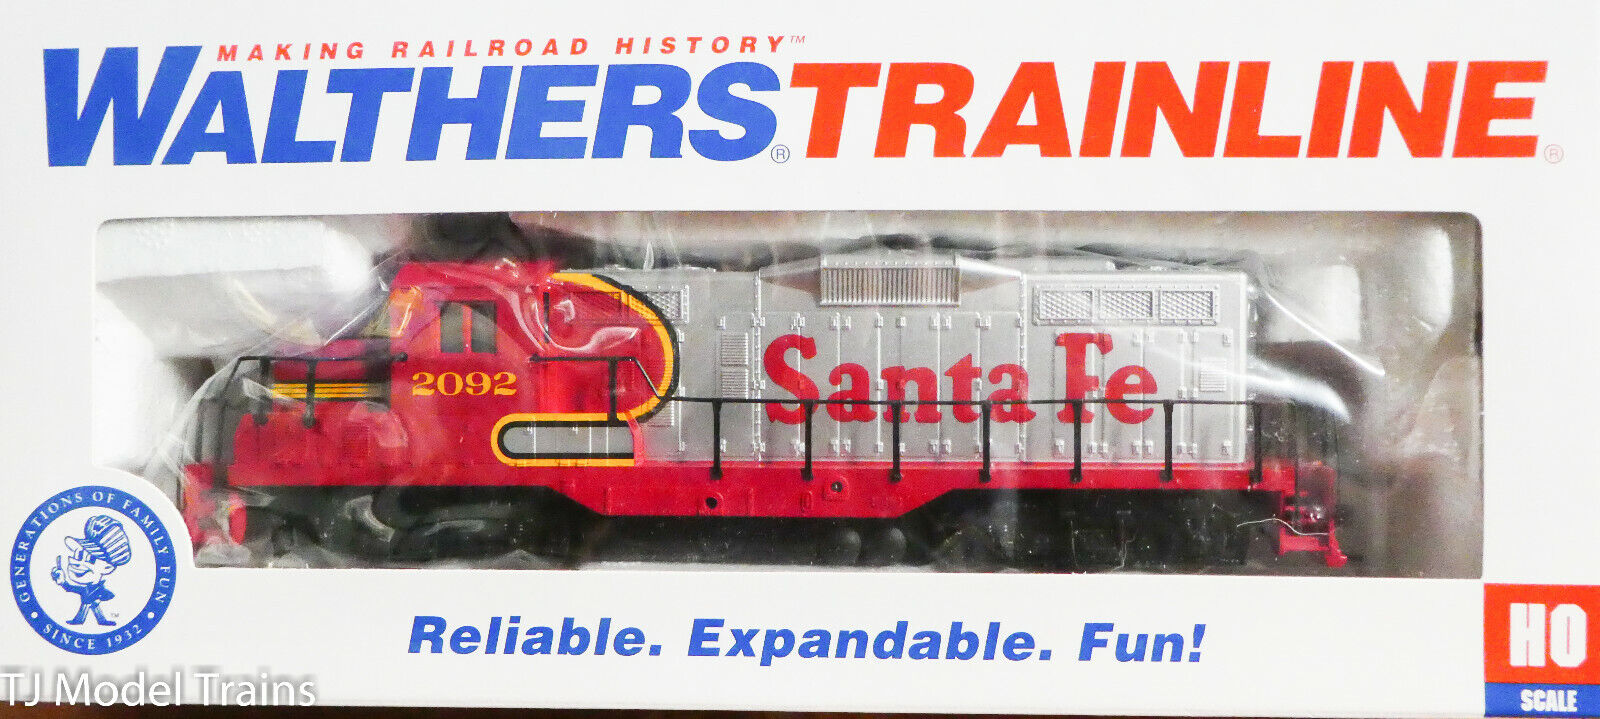 MAKING RAILROAD HISTORY™
WALTHERS® TRAINLINE®
2092
Santa Fe
GENERATIONS OF FAMILY FUN
• SINCE 1932 •
™
Reliable. Expandable. Fun!
HO
SCALE
TJ Model Trains